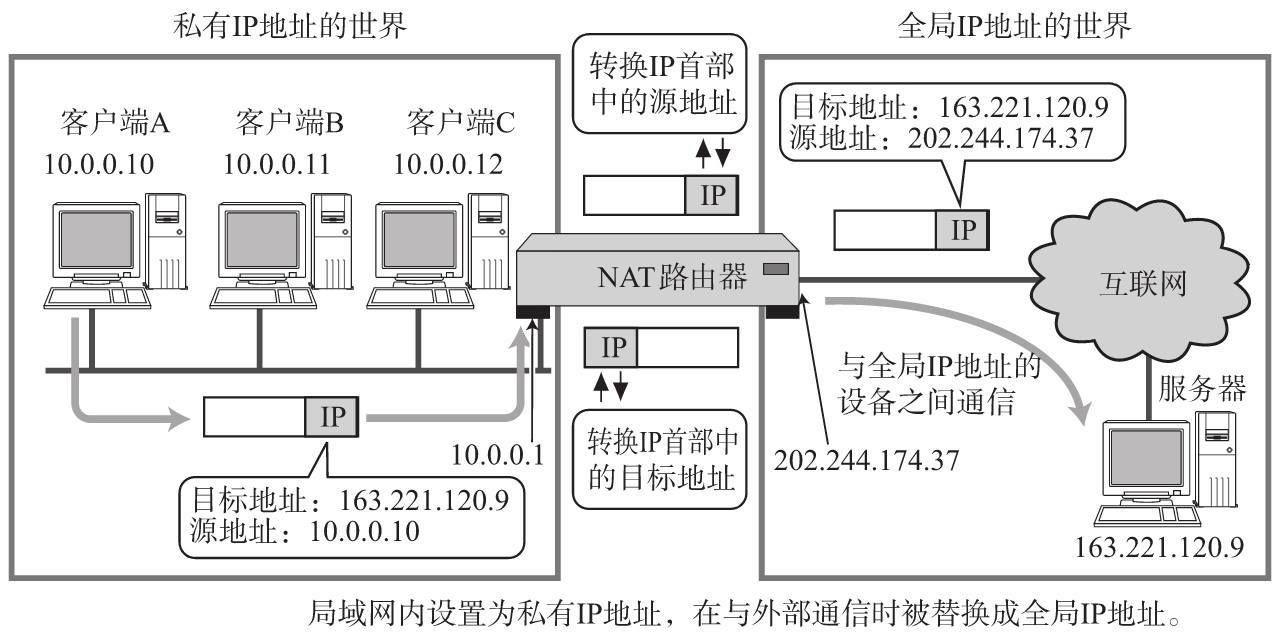 私有IP地址的世界
全局IP地址的世界
转换IP首部
中的源地址
目标地址：163.221.120.9
源地址：202.244.174.37
客户端A
10.0.0.10
客户端B
10.0.0.11
客户端C
10.0.0.12
IP
IP
NAT路由器
互联网
IP
与全局IP地址的
设备之间通信
服务器
IP
10.0.0.1
转换IP首部中
的目标地址
202.244.174.37
目标地址：163.221.120.9
源地址：10.0.0.10
163.221.120.9
局域网内设置为私有IP地址，在与外部通信时被替换成全局IP地址。